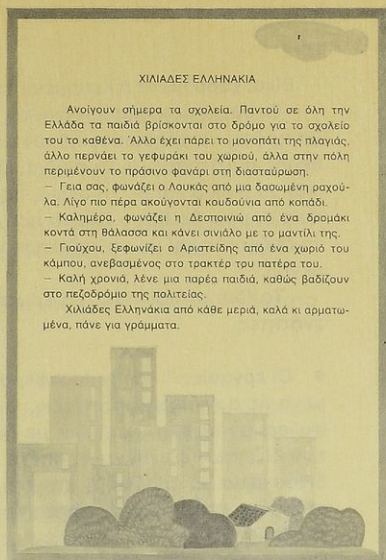 ΧΙΛΙΑΔΕΣ ΕΛΛΗΝΑΚΙΑ
Ανοίγουν σήμερα τα σχολεία. Παντού σε όλη την
Ελλάδα τα παιδιά βρίσκονται στο δρόμο για το σχολείο
του το καθένα. Άλλο έχει πάρει το μονοπάτι της πλαγιάς,
άλλο περνάει το γεφυράκι του χωριού, άλλα στην πόλη
περιμένουν το πράσινο φανάρι στη διασταύρωση.
— Γεια σας, φωνάζει ο Λουκάς από μια δασωμένη ραχού-
λα. Λίγο πιο πέρα ακούγονται κουδούνια από κοπάδι.
— Καλημέρα, φωνάζει η Δεσποινιώ από ένα δρομάκι
κοντά στη θάλασσα και κάνει σινιάλο με το μαντίλι της.
— Γιούχου, ξεφωνίζει ο Αριστείδης από ένα χωριό του
κάμπου, ανεβασμένος στο τρακτέρ του πατέρα του.
— Καλή χρονιά, λένε μια παρέα παιδιά, καθώς βαδίζουν
στο πεζοδρόμιο της πολιτείας.
Χιλιάδες Ελληνάκια από κάθε μεριά, καλά κι αρματω-
μένα, πάνε για γράμματα.